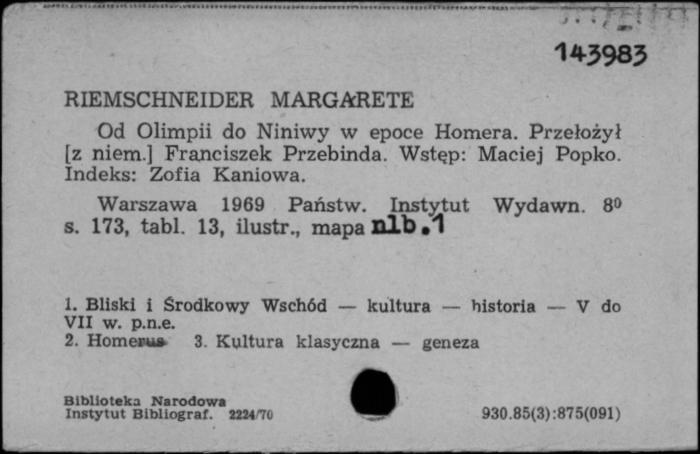 143983
RIEMSCHNEIDER MARGARETE
Od Olimpii do Niniwy w epoce Homera. Przełożył
[z niem.] Franciszek Przebinda. Wstęp: Maciej Popko.
Indeks: Zofia Kaniowa.
Warszawa 1969 Państw. Instytut Wydawn. 8⁰
s. 173, tabl. 13, ilustr., mapa nlb.1
1. Bliski i Środkowy Wschód — kultura — historia — V do
VII w. p.n.e.
2. Homerus 3. Kultura klasyczna — geneza
Biblioteka Narodowa
Instytut Bibliograf. 2224/70
930.85(3):875(091)